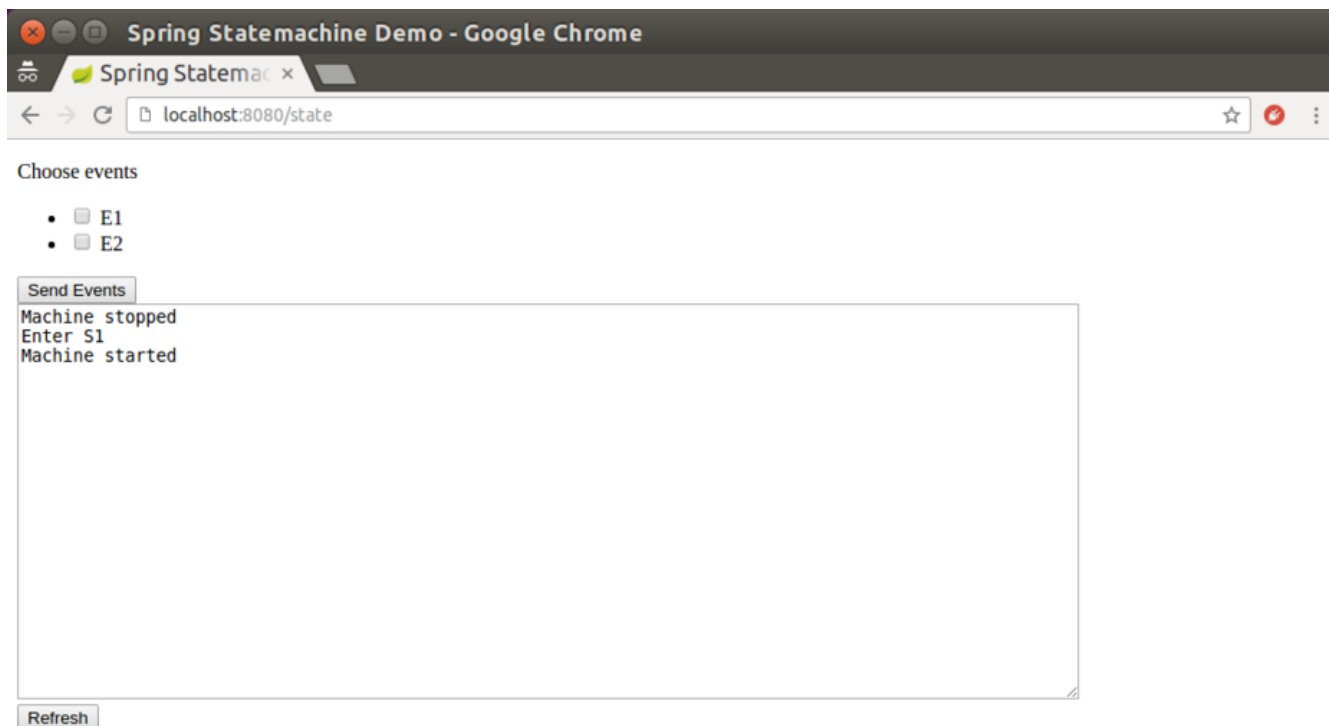 Spring Statemachine Demo - Google Chrome
Spring Statemac
localhost:8080/state
Choose events
E1
E2
Send Events
Machine stopped
Enter S1
Machine started
Refresh